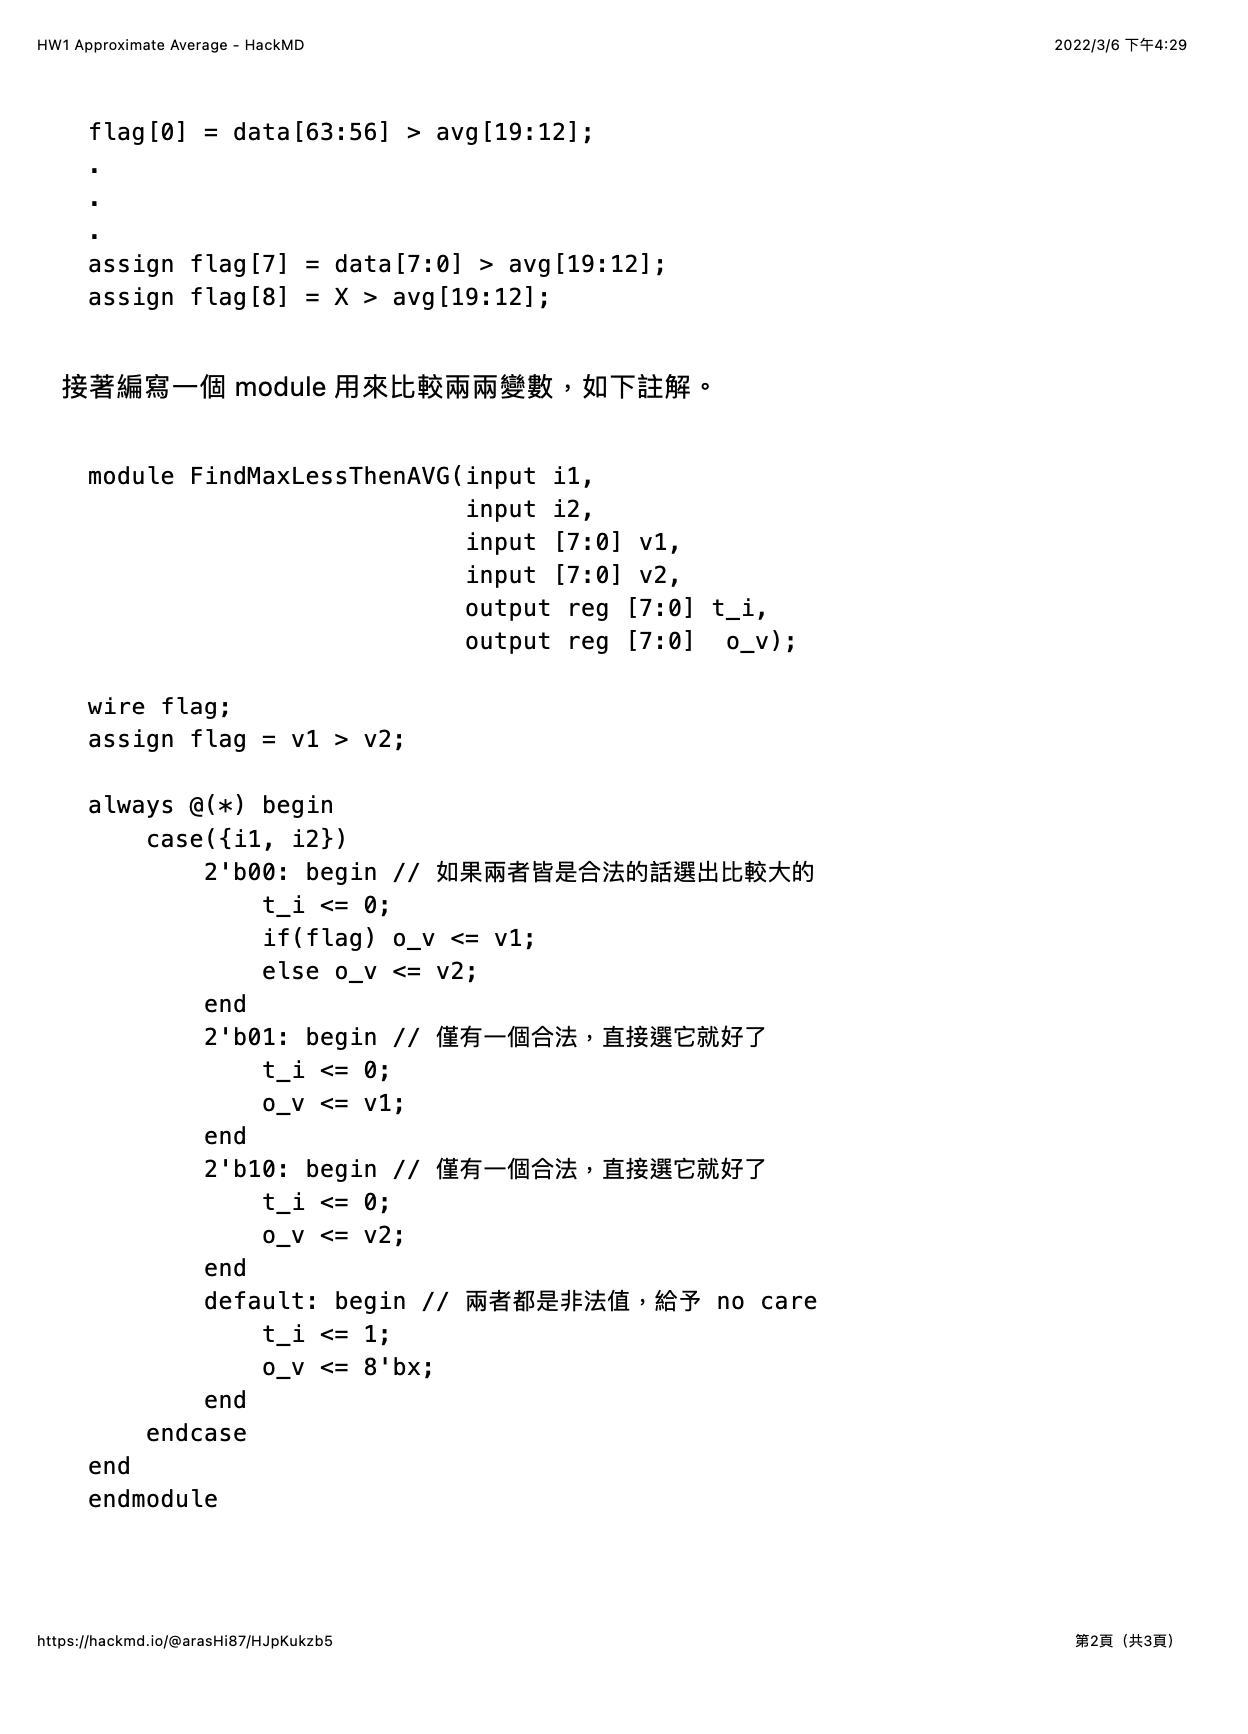 HW1 Approximate Average - HackMD
2022/3/6 下午4:29
flag[0] = data[63:56] > avg[19:12];
.
.
.
assign flag[7] = data[7:0] > avg[19:12];
assign flag[8] = X > avg[19:12];
接著編寫一個 module 用來比較兩兩變數，如下註解。
module FindMaxLessThenAVG(input i1,
                          input i2,
                          input [7:0] v1,
                          input [7:0] v2,
                          output reg [7:0] t_i,
                          output reg [7:0]  o_v);
wire flag;
assign flag = v1 > v2;
always @(*) begin
    case({i1, i2})
        2'b00: begin // 如果兩者皆是合法的話選出比較大的
            t_i <= 0;
            if(flag) o_v <= v1;
            else o_v <= v2;
        end
        2'b01: begin // 僅有一個合法，直接選它就好了
            t_i <= 0;
            o_v <= v1;
        end
        2'b10: begin // 僅有一個合法，直接選它就好了
            t_i <= 0;
            o_v <= v2;
        end
        default: begin // 兩者都是非法值，給予 no care
            t_i <= 1;
            o_v <= 8'bx;
        end
    endcase
end
endmodule
https://hackmd.io/@arasHi87/HJpKukzb5
第2頁（共3頁）